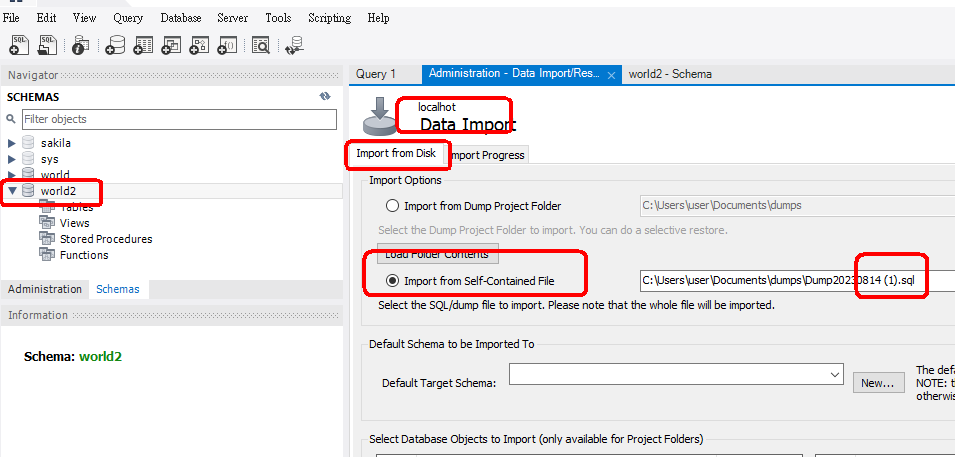 File Edit View Query Database Server Tools Scripting Help
SQL SQL
Navigator
SCHEMAS
Filter objects
sakila
sys
world
world2
Tables
Views
Stored Procedures
Functions
Administration Schemas
Information
Schema: world2
Query 1 Administration - Data Import/Res... world2 - Schema
localhot
Data Import
Import from Disk Import Progress
Import Options
Import from Dump Project Folder C:\Users\user\Documents\dumps
Select the Dump Project Folder to import. You can do a selective restore.
Load Folder Contents
Import from Self-Contained File C:\Users\user\Documents\dumps\Dump20230814 (1).sql
Select the SQL/dump file to import. Please note that the whole file will be imported.
Default Schema to be Imported To
Default Target Schema: New...
The defa
NOTE: t
otherwis
Select Database Objects to Import (only available for Project Folders)